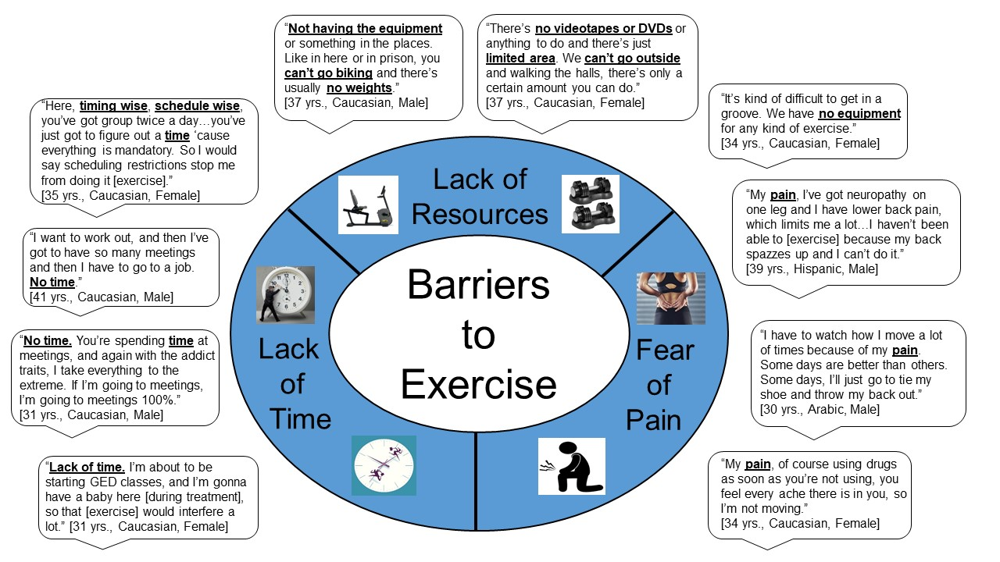 “Not having the equipment
or something in the places.
Like in here or in prison, you
can’t go biking and there’s
usually no weights.”
[37 yrs., Caucasian, Male]
“There’s no videotapes or DVDs or
anything to do and there’s just
limited area. We can’t go outside
and walking the halls, there’s only a
certain amount you can do.”
[37 yrs., Caucasian, Female]
“It’s kind of difficult to get in a
groove. We have no equipment
for any kind of exercise.”
[34 yrs., Caucasian, Female]
“Here, timing wise, schedule wise,
you’ve got group twice a day…you’ve
just got to figure out a time ‘cause
everything is mandatory. So I would
say scheduling restrictions stop me
from doing it [exercise].”
[35 yrs., Caucasian, Female]
“I want to work out, and then I’ve
got to have so many meetings
and then I have to go to a job.
No time.”
[41 yrs., Caucasian, Male]
“No time. You’re spending time at
meetings, and again with the addict
traits, I take everything to the
extreme. If I’m going to meetings,
I’m going to meetings 100%.”
[31 yrs., Caucasian, Male]
“Lack of time. I’m about to be
starting GED classes, and I’m gonna
have a baby here [during treatment],
so that [exercise] would interfere a
lot.” [31 yrs., Caucasian, Female]
Lack of
Resources
Barriers
to
Exercise
Lack
of
Time
Fear
of
Pain
“My pain, I’ve got neuropathy on
one leg and I have lower back pain,
which limits me a lot…I haven’t been
able to [exercise] because my back
spazzes up and I can’t do it.”
[39 yrs., Hispanic, Male]
“I have to watch how I move a lot
of times because of my pain.
Some days are better than others.
Some days, I’ll just go to tie my
shoe and throw my back out.”
[30 yrs., Arabic, Male]
“My pain, of course using drugs
as soon as you’re not using, you
feel every ache there is in you, so
I’m not moving.”
[34 yrs., Caucasian, Female]